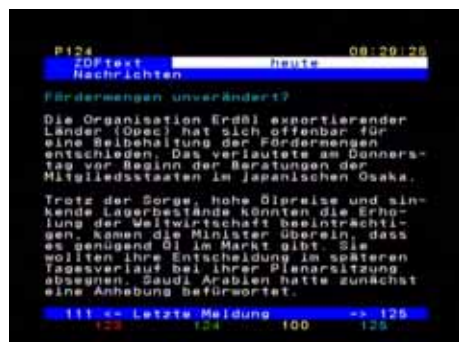 P124 08:29:25
ZDFtext heute
Nachrichten
Fördermengen unverändert?
Die Organisation Erdöl exportierender
Länder (Opec) hat sich offenbar für
eine Beibehaltung der Fördermengen
entschieden. Das verlautete am Donners-
tag vor Beginn der Beratungen der
Mitgliedsstaaten im japanischen Osaka.
Trotz der Sorge, hohe Ölpreise und sin-
kende Lagerbestände könnten die Erho-
lung der Weltwirtschaft beeinträchti-
gen, kamen die Minister überein, dass
es genügend Öl im Markt gibt. Sie
wollten ihre Entscheidung im späteren
Tagesverlauf bei ihrer Plenarsitzung
absegnen. Saudi Arabien hatte zunächst
eine Anhebung befürwortet.
111 <- Letzte Meldung -> 125
123 124 100 125